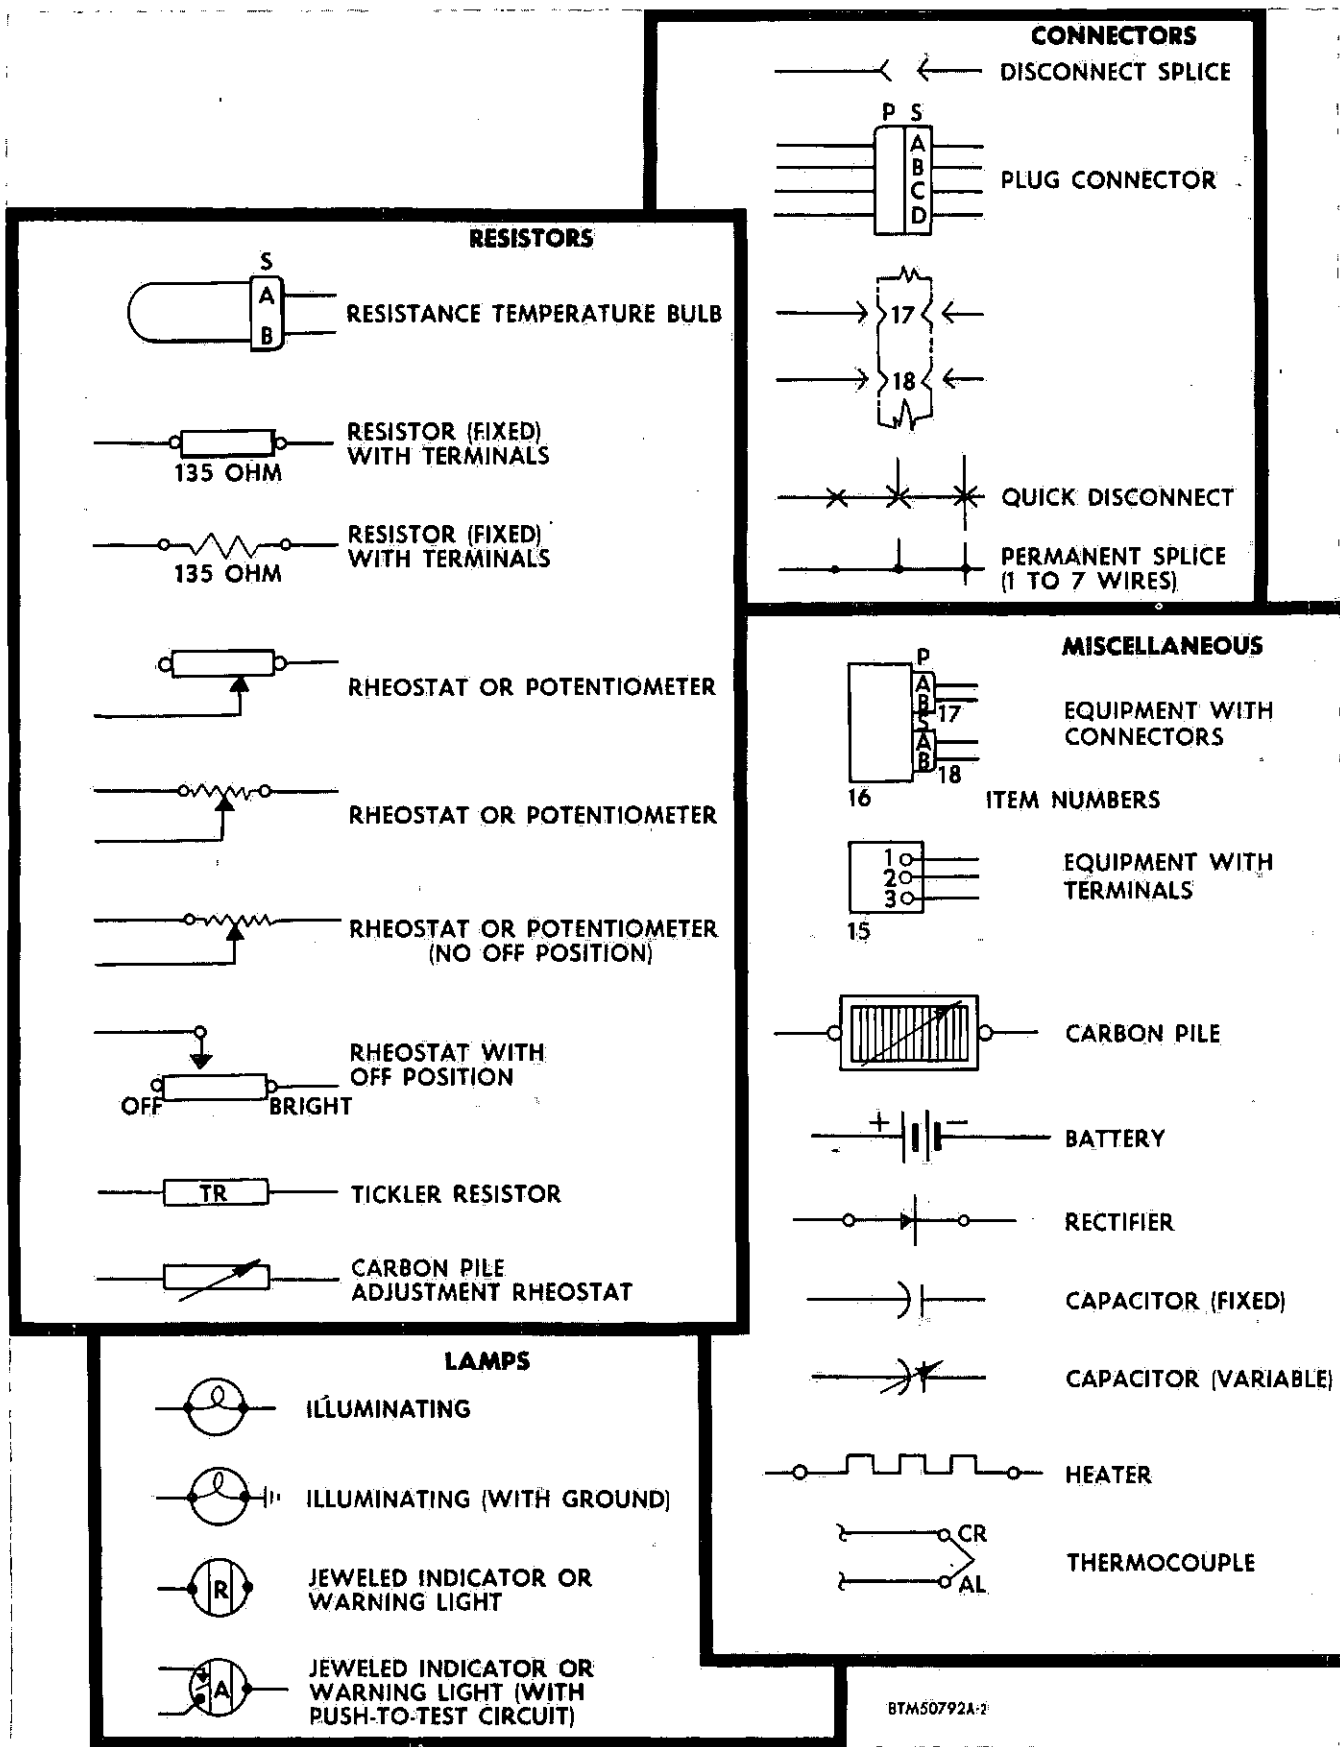 CONNECTORS
DISCONNECT SPLICE
P S
A
B
C
D
PLUG CONNECTOR
17
18
QUICK DISCONNECT
PERMANENT SPLICE
(1 TO 7 WIRES)
RESISTORS
S
A
B
RESISTANCE TEMPERATURE BULB
RESISTOR (FIXED)
WITH TERMINALS
135 OHM
RESISTOR (FIXED)
WITH TERMINALS
135 OHM
RHEOSTAT OR POTENTIOMETER
RHEOSTAT OR POTENTIOMETER
RHEOSTAT OR POTENTIOMETER
(NO OFF POSITION)
RHEOSTAT WITH
OFF POSITION
OFF BRIGHT
TR
TICKLER RESISTOR
CARBON PILE
ADJUSTMENT RHEOSTAT
MISCELLANEOUS
P
A
B
17
S
A
B
18
16
EQUIPMENT WITH
CONNECTORS
ITEM NUMBERS
1
2
3
15
EQUIPMENT WITH
TERMINALS
CARBON PILE
+ −
BATTERY
RECTIFIER
CAPACITOR (FIXED)
CAPACITOR (VARIABLE)
HEATER
CR
AL
THERMOCOUPLE
LAMPS
ILLUMINATING
ILLUMINATING (WITH GROUND)
R
JEWELED INDICATOR OR
WARNING LIGHT
A
JEWELED INDICATOR OR
WARNING LIGHT (WITH
PUSH-TO-TEST CIRCUIT)
BTM50792A-2